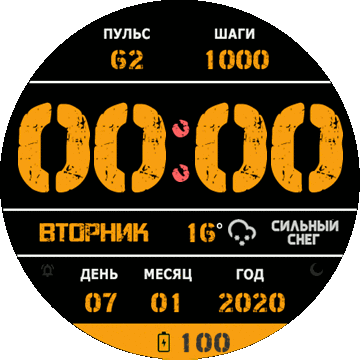 ПУЛЬС ШАГИ
62 1000
00:00
ВТОРНИК 16° СИЛЬНЫЙ СНЕГ
ДЕНЬ МЕСЯЦ ГОД
07 01 2020
100